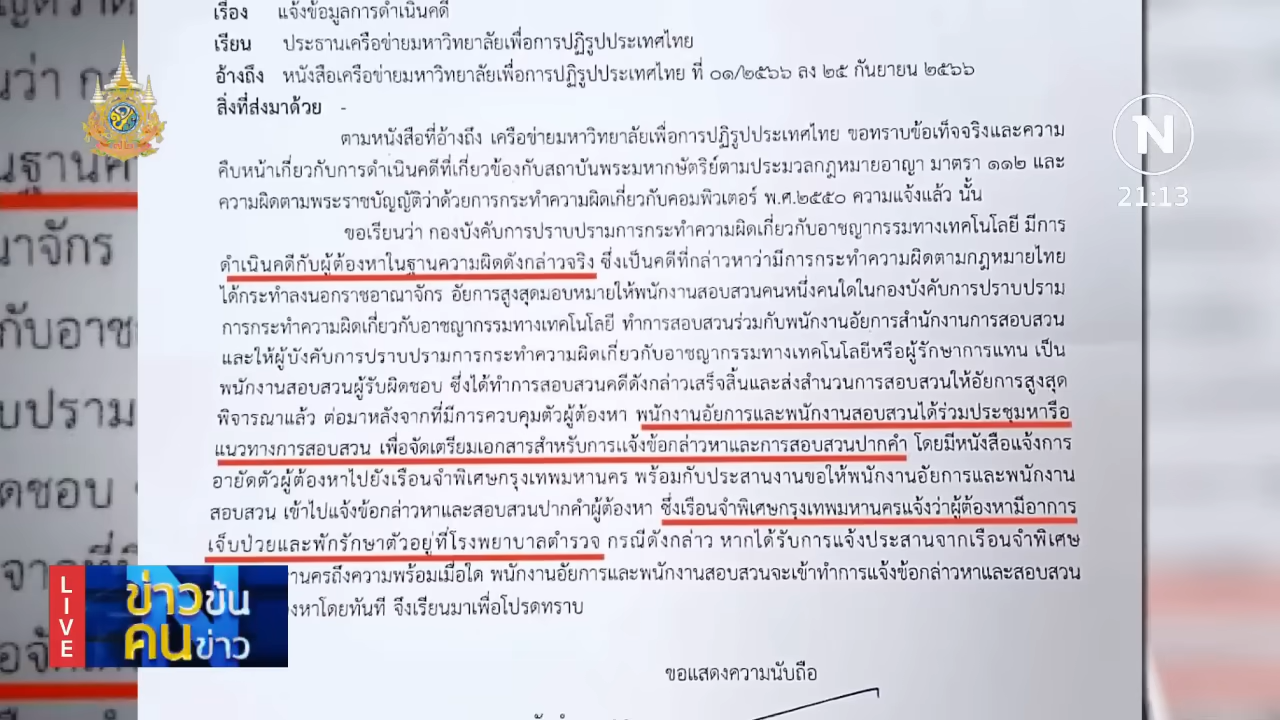 เรื่อง แจ้งข้อมูลการดำเนินคดี
เรียน ประธานเครือข่ายมหาวิทยาลัยเพื่อการปฏิรูปประเทศไทย
อ้างถึง หนังสือเครือข่ายมหาวิทยาลัยเพื่อการปฏิรูปประเทศไทย ที่ ๐๑/๒๕๖๖ ลง ๒๕ กันยายน ๒๕๖๖
สิ่งที่ส่งมาด้วย -
ตามหนังสือที่อ้างถึง เครือข่ายมหาวิทยาลัยเพื่อการปฏิรูปประเทศไทย ขอทราบข้อเท็จจริงและความ
คืบหน้าเกี่ยวกับการดำเนินคดีที่เกี่ยวข้องกับสถาบันพระมหากษัตริย์ตามประมวลกฎหมายอาญา มาตรา ๑๑๒ และ
ความผิดตามพระราชบัญญัติว่าด้วยการกระทำความผิดเกี่ยวกับคอมพิวเตอร์ พ.ศ.๒๕๕๐ ความแจ้งแล้ว นั้น
ขอเรียนว่า กองบังคับการปราบปรามการกระทำความผิดเกี่ยวกับอาชญากรรมทางเทคโนโลยี มีการ
ดำเนินคดีกับผู้ต้องหาในฐานความผิดดังกล่าวจริง ซึ่งเป็นคดีที่กล่าวหาว่ามีการกระทำความผิดตามกฎหมายไทย
ได้กระทำลงนอกราชอาณาจักร อัยการสูงสุดมอบหมายให้พนักงานสอบสวนคนหนึ่งคนใดในกองบังคับการปราบปราม
การกระทำความผิดเกี่ยวกับอาชญากรรมทางเทคโนโลยี ทำการสอบสวนร่วมกับพนักงานอัยการสำนักงานการสอบสวน
และให้ผู้บังคับการปราบปรามการกระทำความผิดเกี่ยวกับอาชญากรรมทางเทคโนโลยีหรือผู้รักษาการแทน เป็น
พนักงานสอบสวนผู้รับผิดชอบ ซึ่งได้ทำการสอบสวนคดีดังกล่าวเสร็จสิ้นและส่งสำนวนการสอบสวนให้อัยการสูงสุด
พิจารณาแล้ว ต่อมาหลังจากที่มีการควบคุมตัวผู้ต้องหา พนักงานอัยการและพนักงานสอบสวนได้ร่วมประชุมหารือ
แนวทางการสอบสวน เพื่อจัดเตรียมเอกสารสำหรับการแจ้งข้อกล่าวหาและการสอบสวนปากคำ โดยมีหนังสือแจ้งการ
อายัดตัวผู้ต้องหาไปยังเรือนจำพิเศษกรุงเทพมหานคร พร้อมกับประสานงานขอให้พนักงานอัยการและพนักงาน
สอบสวน เข้าไปแจ้งข้อกล่าวหาและสอบสวนปากคำผู้ต้องหา ซึ่งเรือนจำพิเศษกรุงเทพมหานครแจ้งว่าผู้ต้องหามีอาการ
เจ็บป่วยและพักรักษาตัวอยู่ที่โรงพยาบาลตำรวจ กรณีดังกล่าว หากได้รับการแจ้งประสานจากเรือนจำพิเศษ
านครถึงความพร้อมเมื่อใด พนักงานอัยการและพนักงานสอบสวนจะเข้าทำการแจ้งข้อกล่าวหาและสอบสวน
องหาโดยทันที จึงเรียนมาเพื่อโปรดทราบ
ขอแสดงความนับถือ
N
21:13
LIVE
ข่าวข้น
คนข่าว